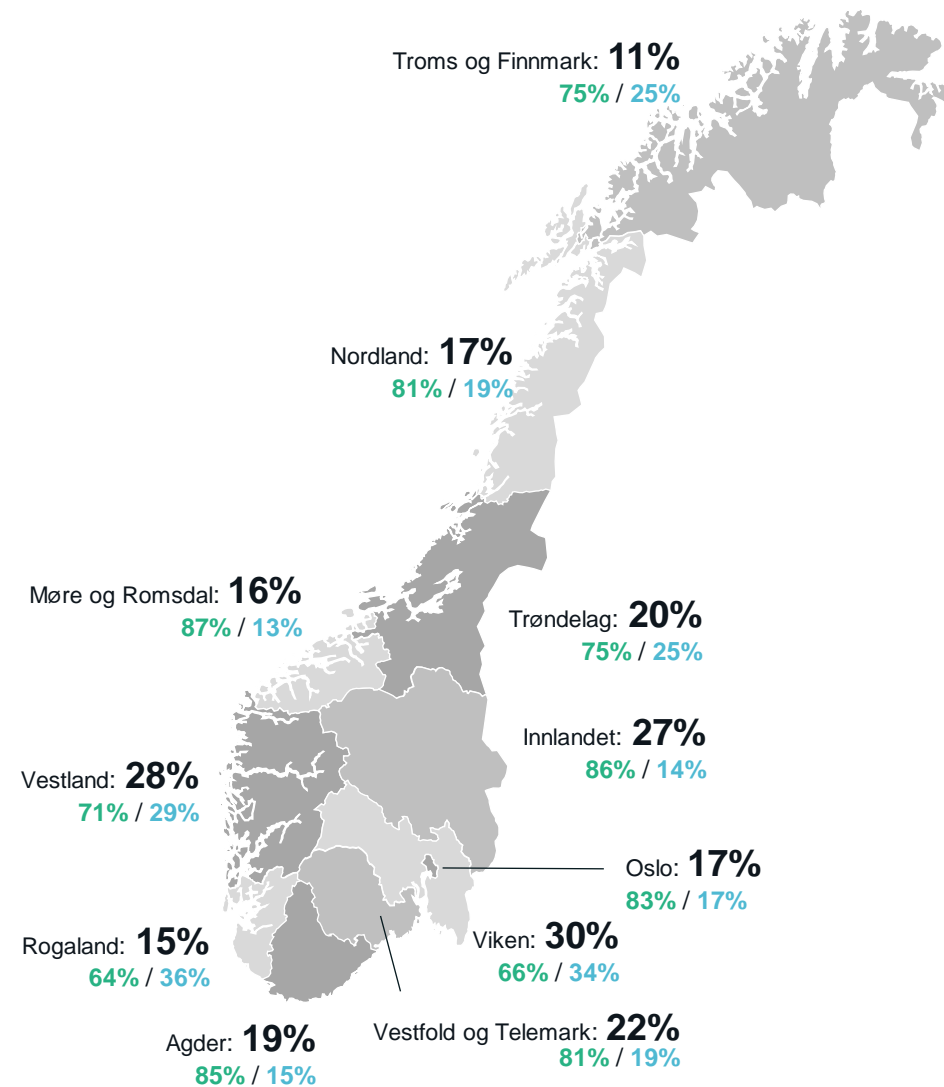 Troms og Finnmark: 11%
75% / 25%
Nordland: 17%
81% / 19%
Møre og Romsdal: 16%
87% / 13%
Trøndelag: 20%
75% / 25%
Innlandet: 27%
86% / 14%
Vestland: 28%
71% / 29%
Oslo: 17%
83% / 17%
Rogaland: 15%
64% / 36%
Viken: 30%
66% / 34%
Vestfold og Telemark: 22%
81% / 19%
Agder: 19%
85% / 15%